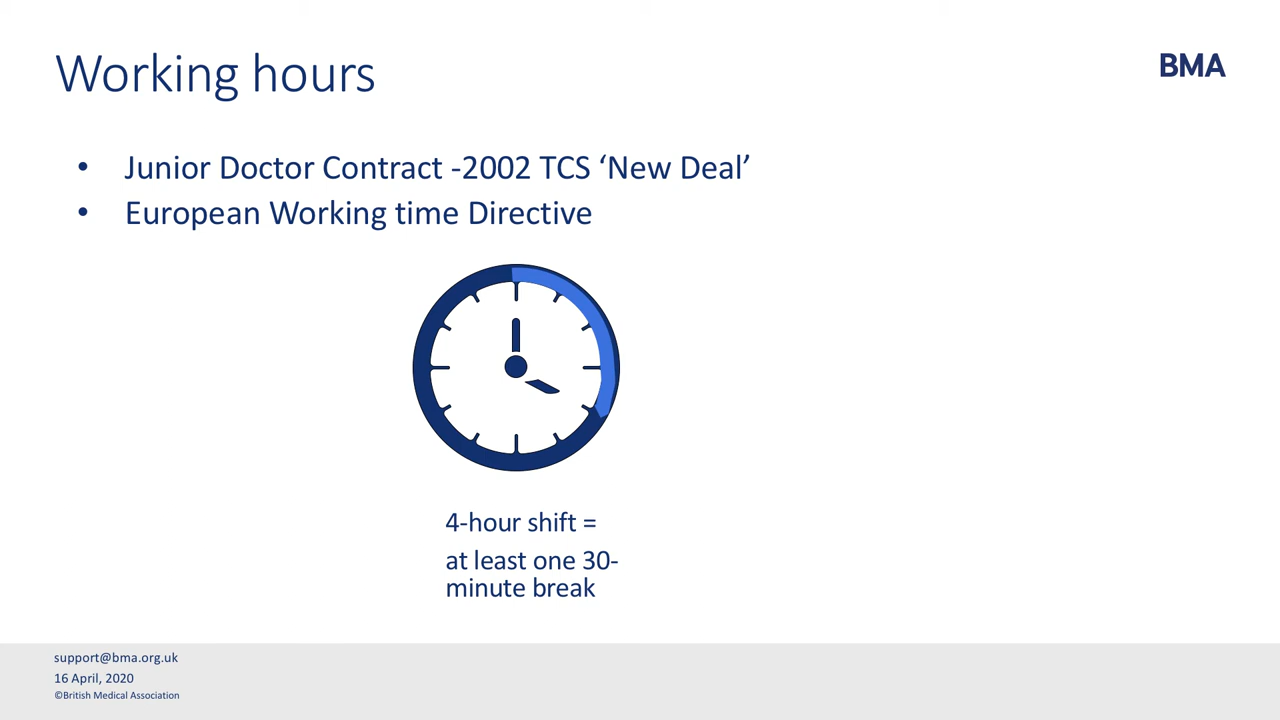 Working hours
BMA
• Junior Doctor Contract -2002 TCS ‘New Deal’
• European Working time Directive
4-hour shift =
at least one 30-
minute break
support@bma.org.uk
16 April, 2020
©British Medical Association